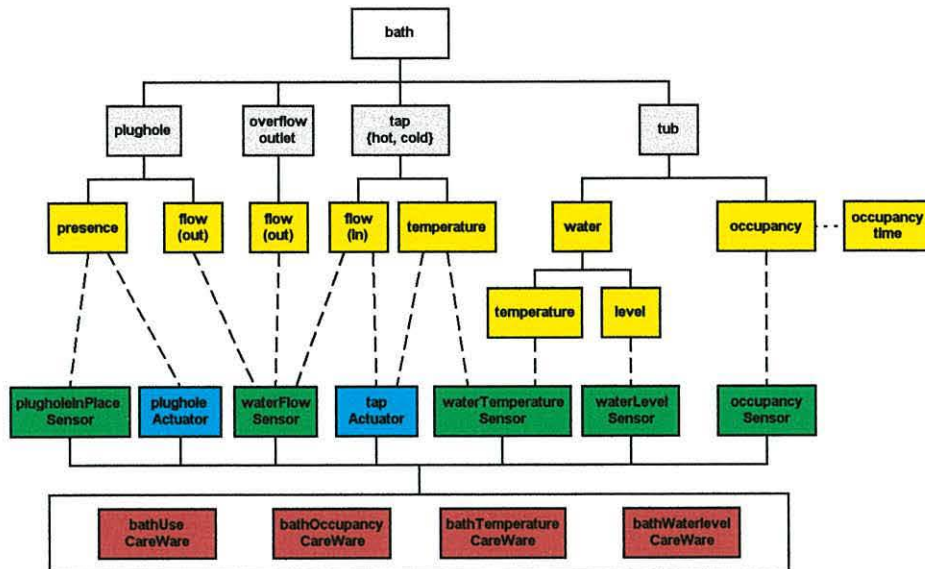 bath
plughole
overflow
outlet
tap
{hot, cold}
tub
presence
flow
(out)
flow
(out)
flow
(in)
temperature
water
occupancy
occupancy
time
temperature
level
plugholeInPlace
Sensor
plughole
Actuator
waterFlow
Sensor
tap
Actuator
waterTemperature
Sensor
waterLevel
Sensor
occupancy
Sensor
bathUse
CareWare
bathOccupancy
CareWare
bathTemperature
CareWare
bathWaterlevel
CareWare